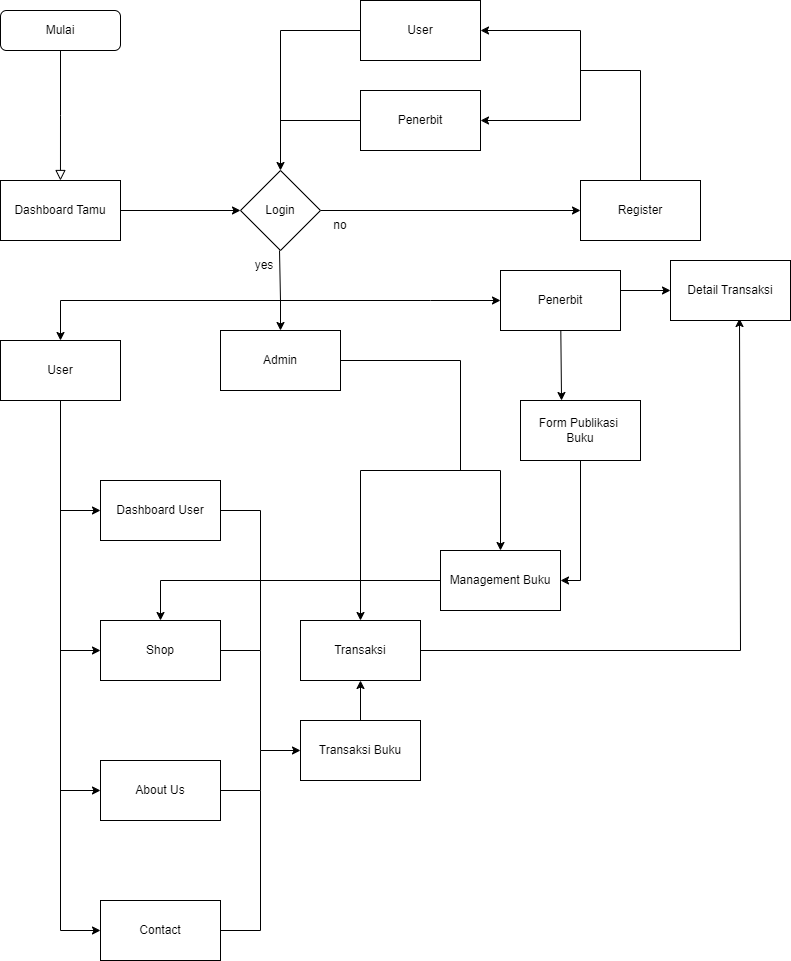 Mulai
User
Penerbit
Dashboard Tamu
Login
Register
no
yes
Penerbit
Detail Transaksi
User
Admin
Form Publikasi
Buku
Dashboard User
Management Buku
Shop
Transaksi
Transaksi Buku
About Us
Contact